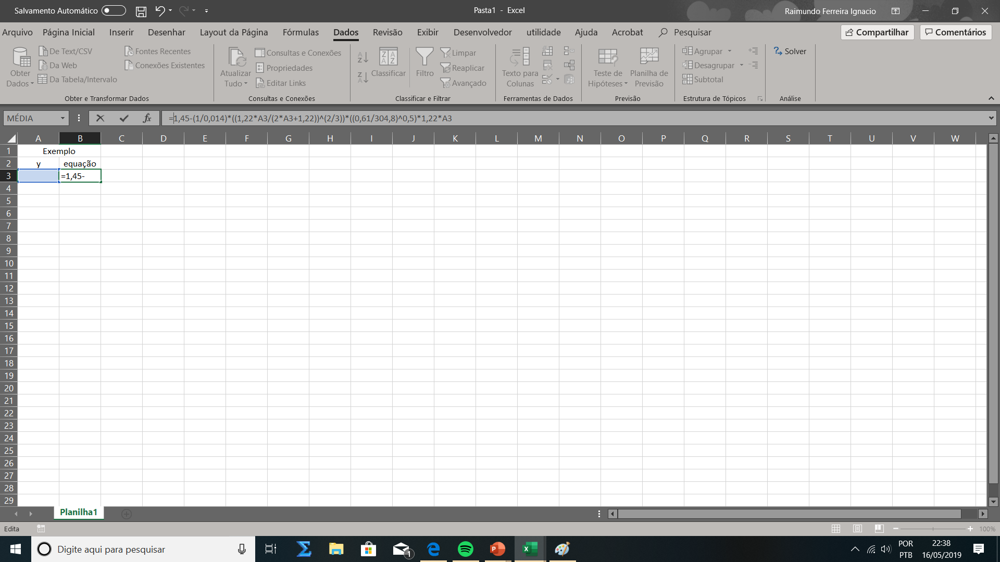 Salvamento Automático
Pasta1 - Excel
Raimundo Ferreira Ignacio
Arquivo Página Inicial Inserir Desenhar Layout da Página Fórmulas Dados Revisão Exibir Desenvolvedor utilidade Ajuda Acrobat Pesquisar
Compartilhar
Comentários
Obter Dados
De Text/CSV
Da Web
Da Tabela/Intervalo
Fontes Recentes
Conexões Existentes
Obter e Transformar Dados
Atualizar Tudo
Consultas e Conexões
Propriedades
Editar Links
Consultas e Conexões
Classificar
Filtro
Limpar
Reaplicar
Avançado
Classificar e Filtrar
Texto para Colunas
Ferramentas de Dados
Teste de Hipóteses
Planilha de Previsão
Previsão
Agrupar
Desagrupar
Subtotal
Estrutura de Tópicos
Solver
Análise
MÉDIA
fx
=1,45-(1/0,014)*((1,22*A3/(2*A3+1,22))^(2/3))*((0,61/304,8)^0,5)*1,22*A3
A B C D E F G H I J K L M N O P Q R S T U V W
1 Exemplo
2 y equação
3 =1,45-
4
5
6
7
8
9
10
11
12
13
14
15
16
17
18
19
20
21
22
23
24
25
26
27
28
29
Planilha1
Edita
100%
Digite aqui para pesquisar
1
POR
PTB
22:38
16/05/2019